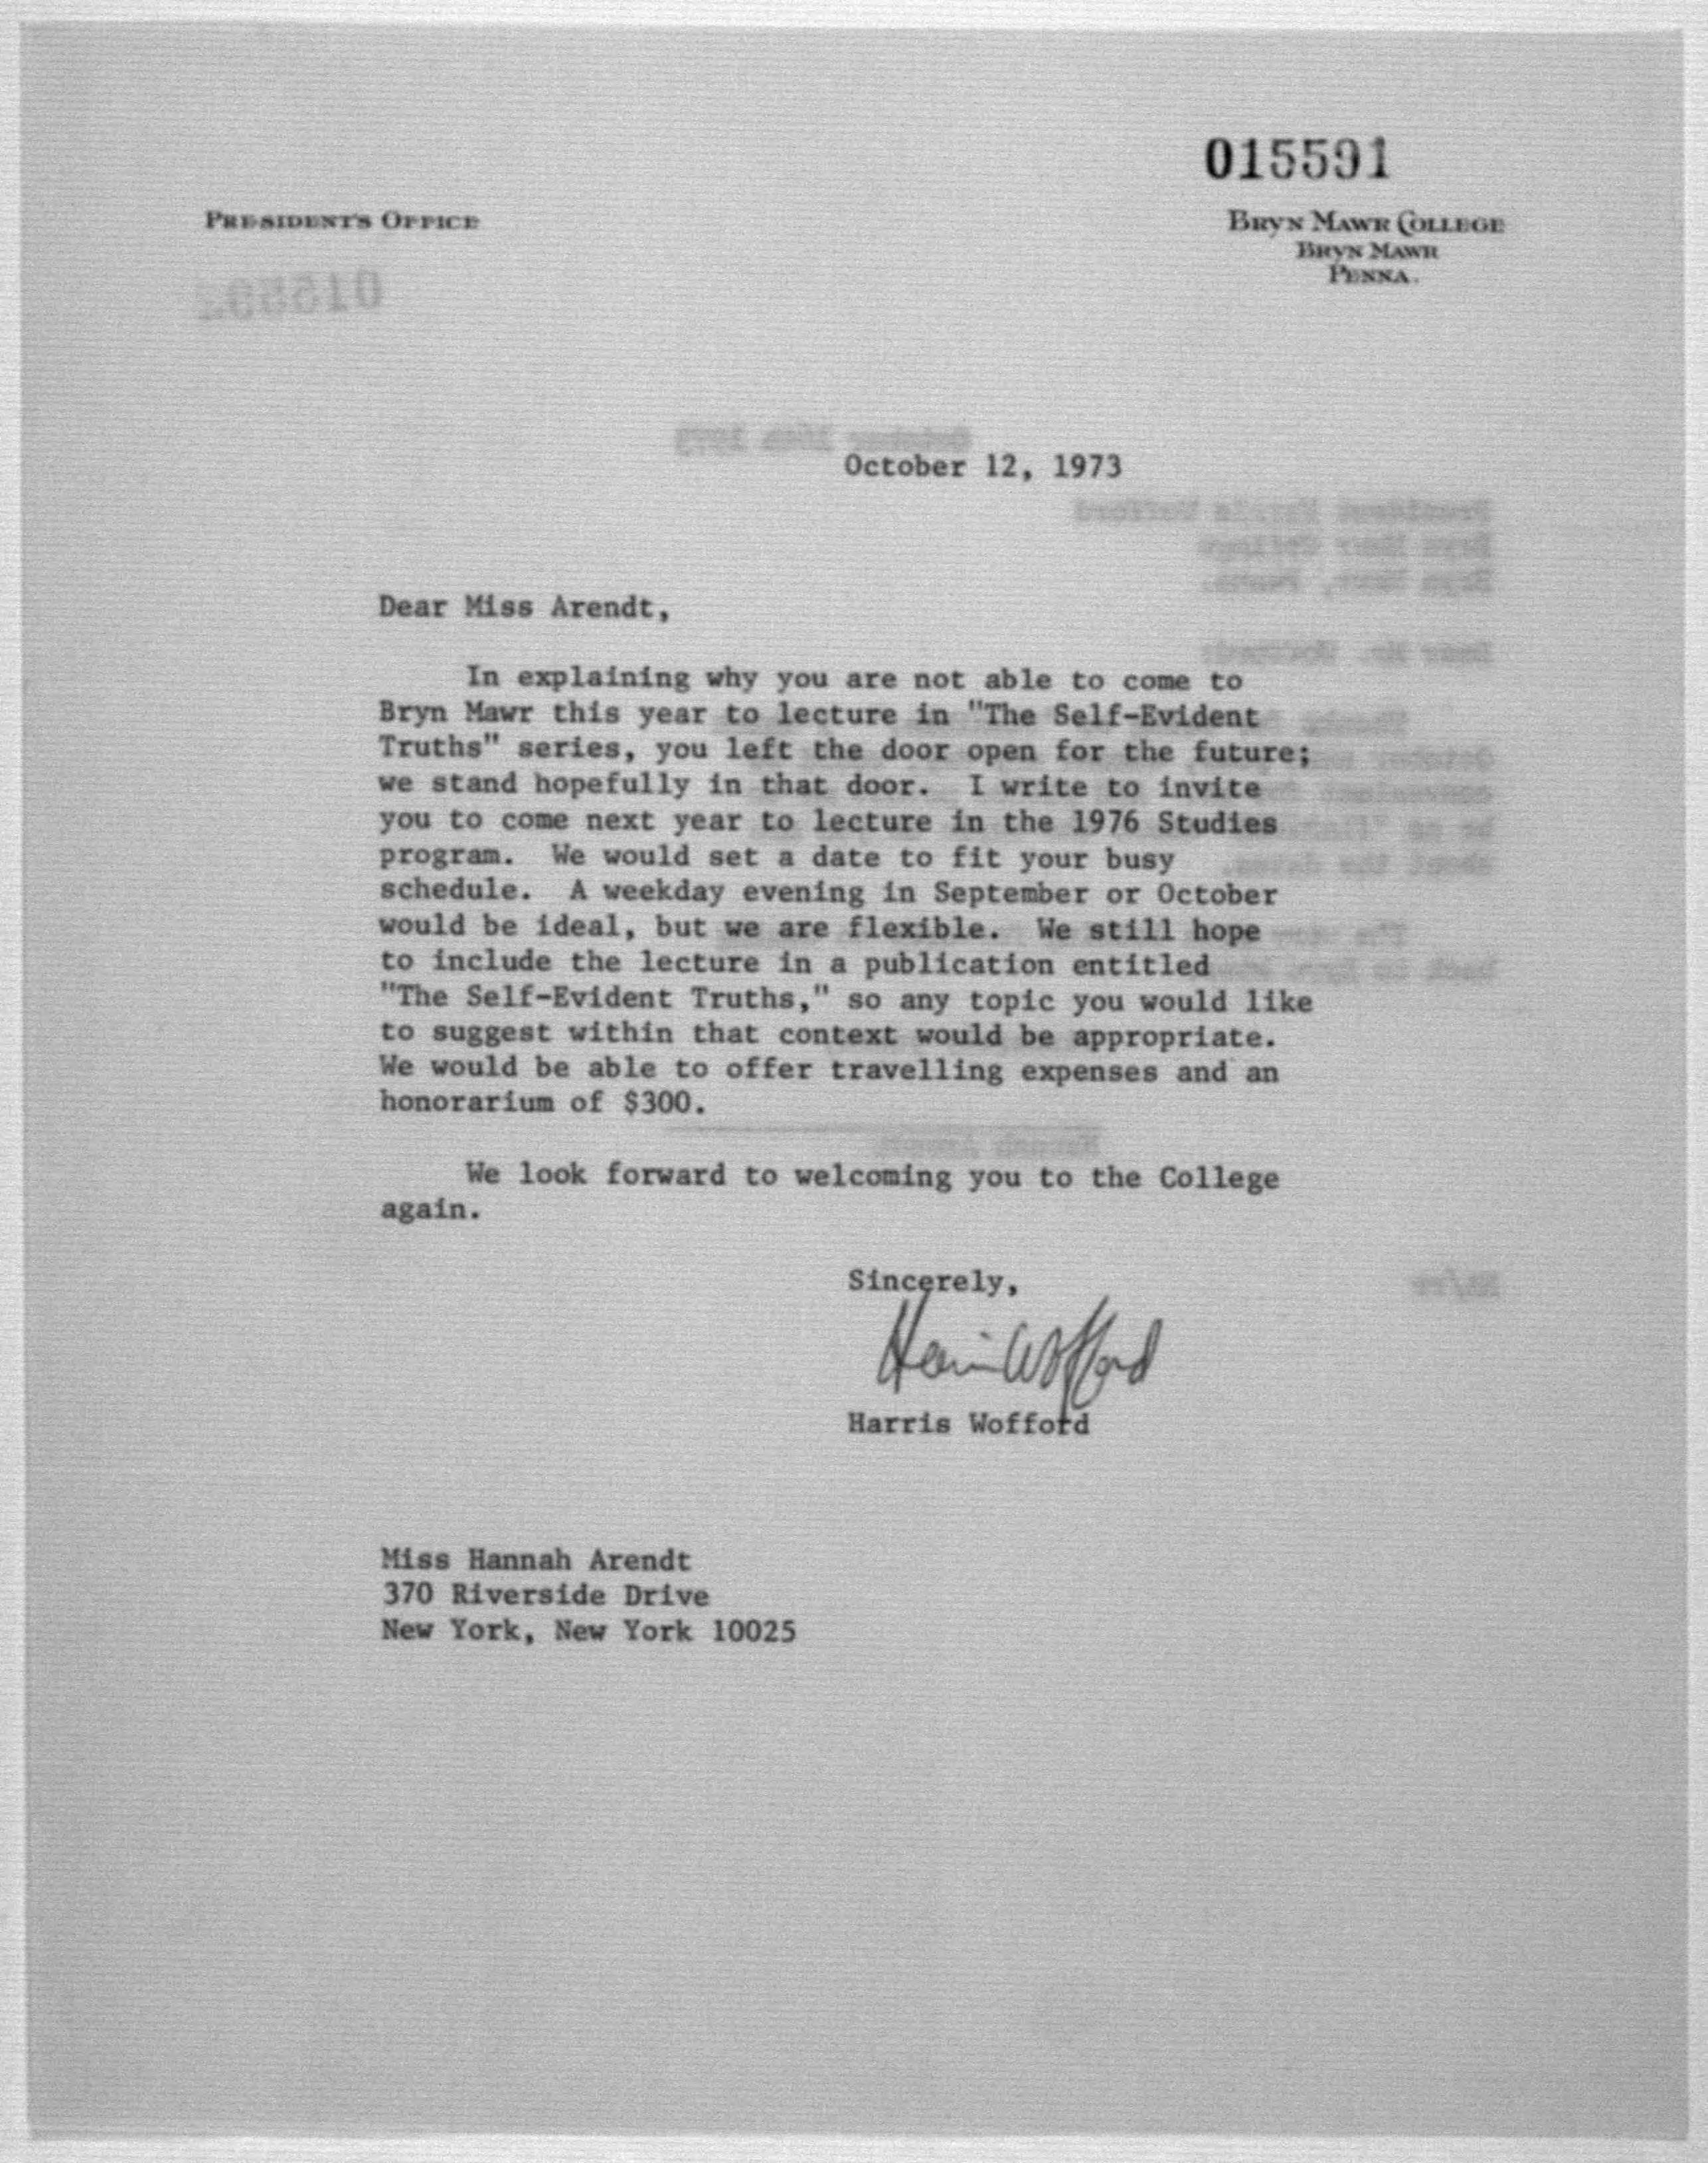 015591
PRESIDENT'S OFFICE
BRYN MAWR COLLEGE
BRYN MAWR
PENNA.
October 12, 1973
Dear Miss Arendt,
In explaining why you are not able to come to
Bryn Mawr this year to lecture in "The Self-Evident
Truths" series, you left the door open for the future;
we stand hopefully in that door. I write to invite
you to come next year to lecture in the 1976 Studies
program. We would set a date to fit your busy
schedule. A weekday evening in September or October
would be ideal, but we are flexible. We still hope
to include the lecture in a publication entitled
"The Self-Evident Truths," so any topic you would like
to suggest within that context would be appropriate.
We would be able to offer travelling expenses and an
honorarium of $300.
We look forward to welcoming you to the College
again.
Sincerely,
Harris Wofford
Harris Wofford
Miss Hannah Arendt
370 Riverside Drive
New York, New York 10025